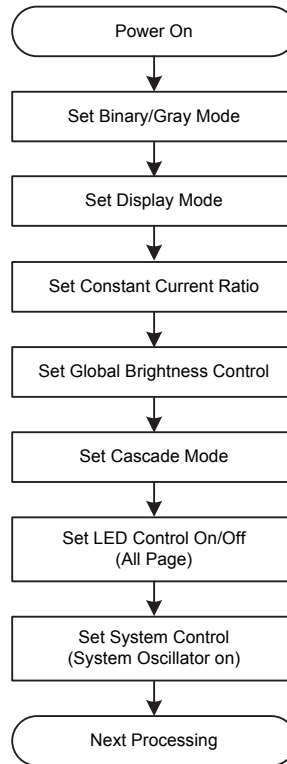 Power On
Set Binary/Gray Mode
Set Display Mode
Set Constant Current Ratio
Set Global Brightness Control
Set Cascade Mode
Set LED Control On/Off
(All Page)
Set System Control
(System Oscillator on)
Next Processing